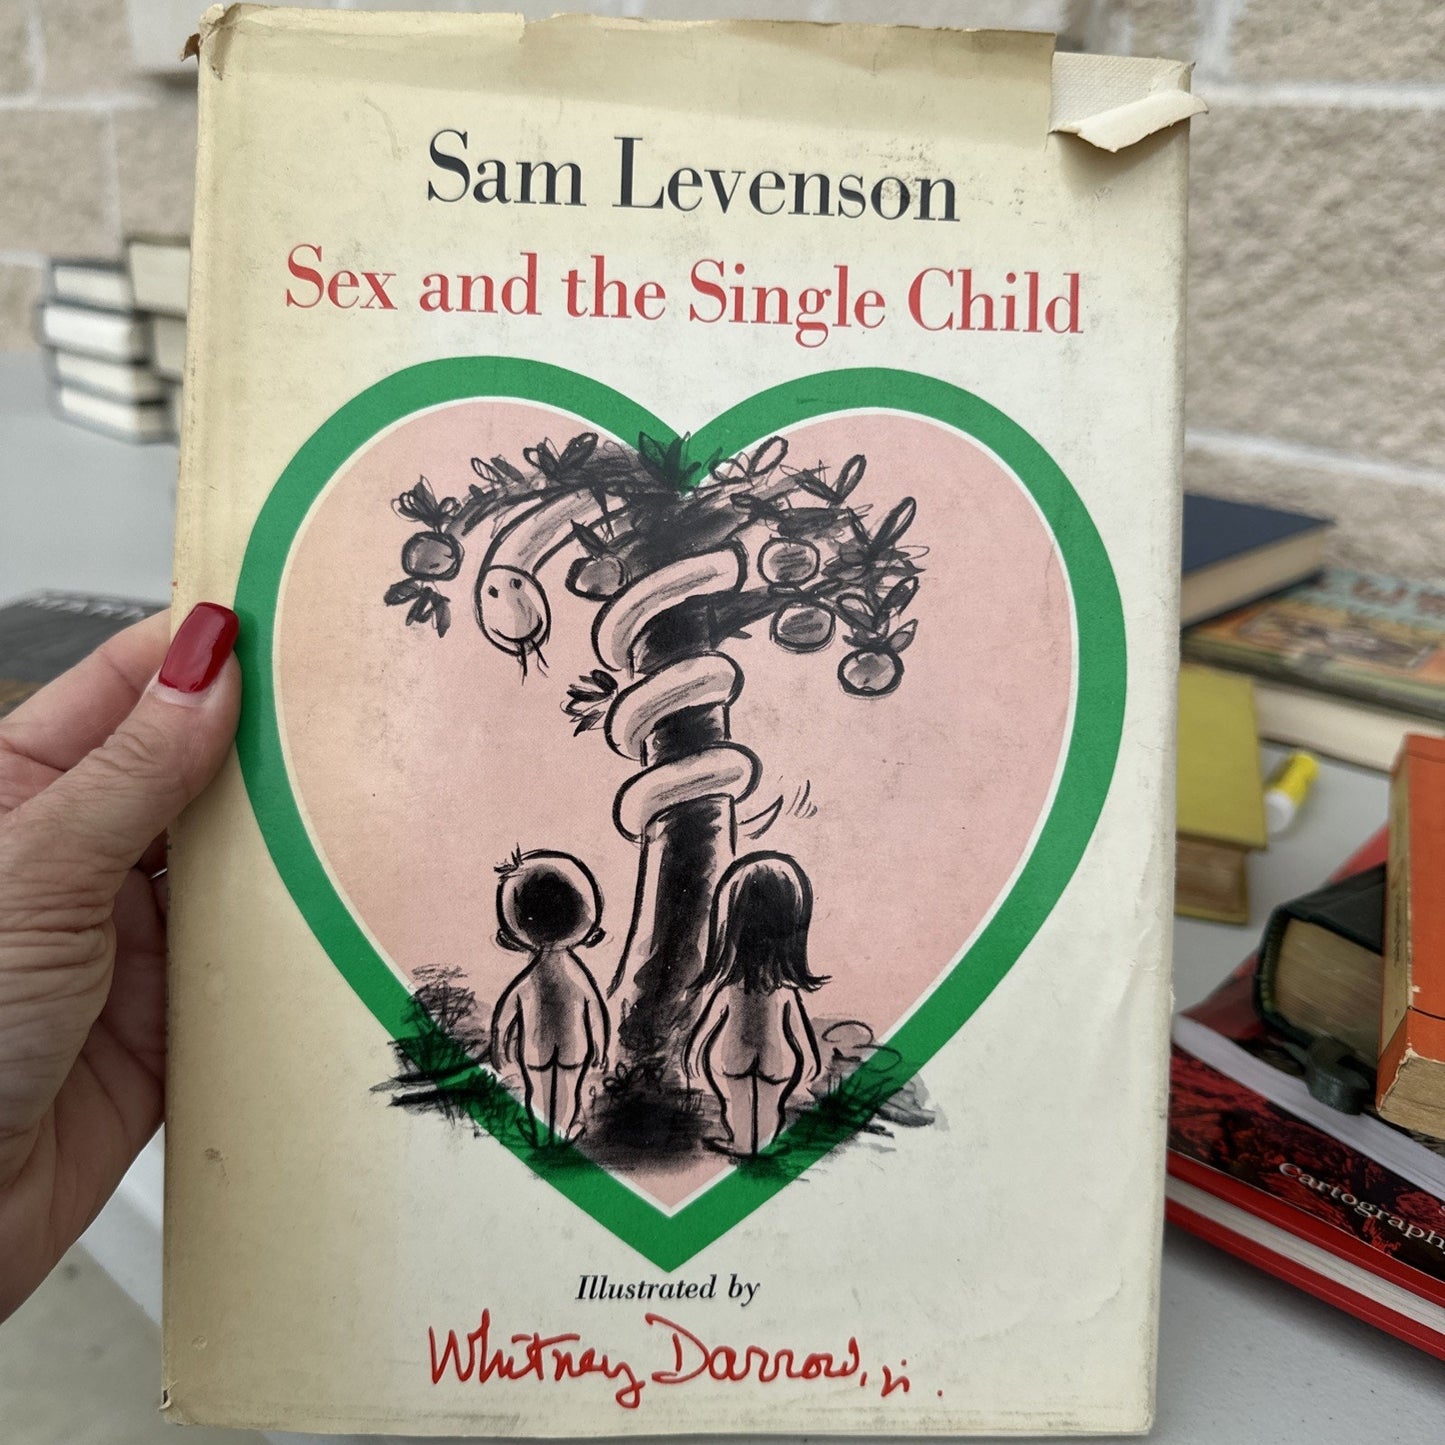 Sam Levenson
Sex and the Single Child
Illustrated by
Whitney Darrow, jr.